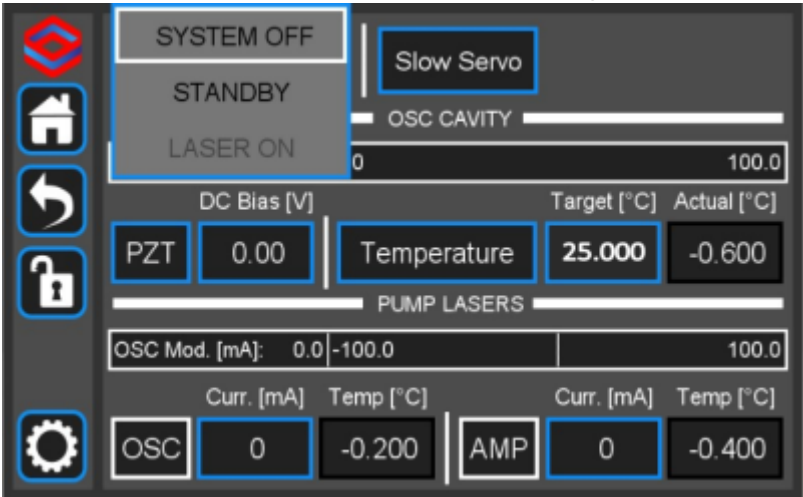 SYSTEM OFF
STANDBY
LASER ON
Slow Servo
OSC CAVITY
0 100.0
DC Bias [V] Target [°C] Actual [°C]
PZT 0.00 Temperature 25.000 -0.600
PUMP LASERS
OSC Mod. [mA]: 0.0 -100.0 100.0
Curr. [mA] Temp [°C] Curr. [mA] Temp [°C]
OSC 0 -0.200 AMP 0 -0.400